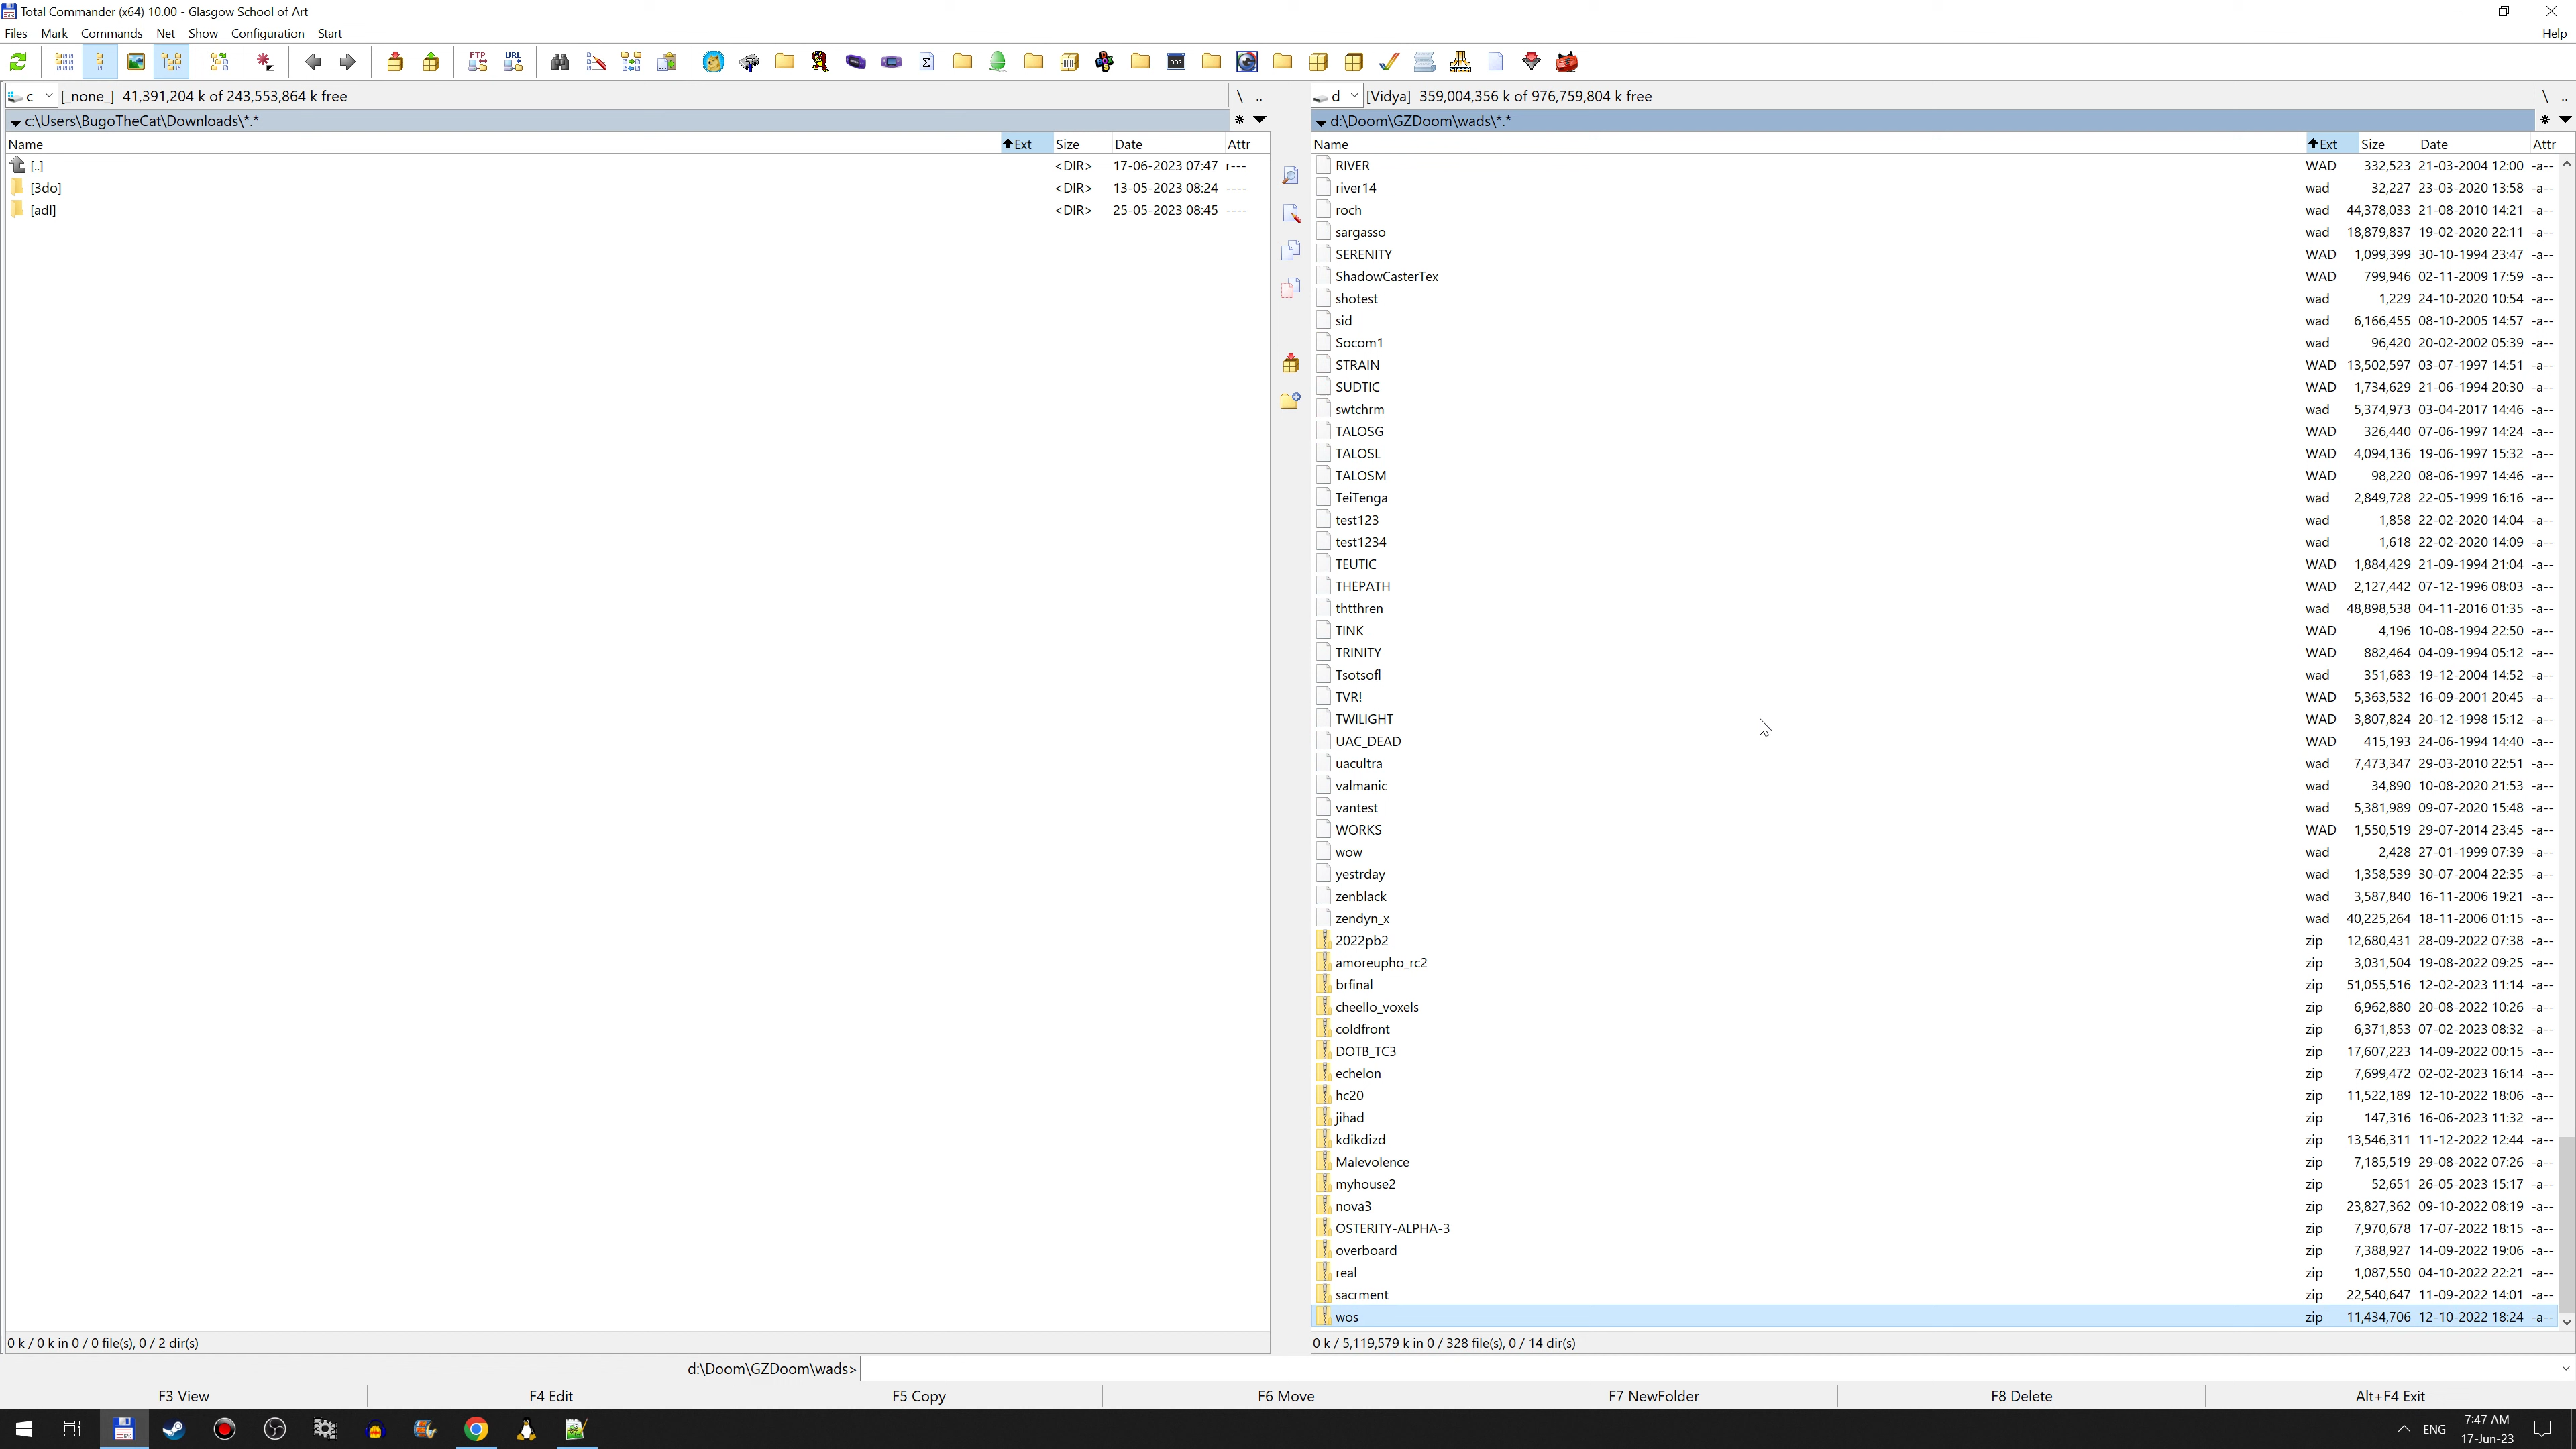 Total Commander (x64) 10.00 - Glasgow School of Art
Files Mark Commands Net Show Configuration Start Help
FTP URL DOS
c [_none_] 41,391,204 k of 243,553,864 k free \ ..
c:\Users\BugoTheCat\Downloads\*.*
Name Ext Size Date Attr
[..] <DIR> 17-06-2023 07:47 r---
[3do] <DIR> 13-05-2023 08:24 ----
[adl] <DIR> 25-05-2023 08:45 ----
0 k / 0 k in 0 / 0 file(s), 0 / 2 dir(s)
d [Vidya] 359,004,356 k of 976,759,804 k free \ ..
d:\Doom\GZDoom\wads\*.*
Name Ext Size Date Attr
RIVER WAD 332,523 21-03-2004 12:00 -a--
river14 wad 32,227 23-03-2020 13:58 -a--
roch wad 44,378,033 21-08-2010 14:21 -a--
sargasso wad 18,879,837 19-02-2020 22:11 -a--
SERENITY WAD 1,099,399 30-10-1994 23:47 -a--
ShadowCasterTex WAD 799,946 02-11-2009 17:59 -a--
shotest wad 1,229 24-10-2020 10:54 -a--
sid wad 6,166,455 08-10-2005 14:57 -a--
Socom1 wad 96,420 20-02-2002 05:39 -a--
STRAIN WAD 13,502,597 03-07-1997 14:51 -a--
SUDTIC WAD 1,734,629 21-06-1994 20:30 -a--
swtchrm wad 5,374,973 03-04-2017 14:46 -a--
TALOSG WAD 326,440 07-06-1997 14:24 -a--
TALOSL WAD 4,094,136 19-06-1997 15:32 -a--
TALOSM WAD 98,220 08-06-1997 14:46 -a--
TeiTenga wad 2,849,728 22-05-1999 16:16 -a--
test123 wad 1,858 22-02-2020 14:04 -a--
test1234 wad 1,618 22-02-2020 14:09 -a--
TEUTIC WAD 1,884,429 21-09-1994 21:04 -a--
THEPATH WAD 2,127,442 07-12-1996 08:03 -a--
thtthren wad 48,898,538 04-11-2016 01:35 -a--
TINK WAD 4,196 10-08-1994 22:50 -a--
TRINITY WAD 882,464 04-09-1994 05:12 -a--
Tsotsofl wad 351,683 19-12-2004 14:52 -a--
TVR! WAD 5,363,532 16-09-2001 20:45 -a--
TWILIGHT WAD 3,807,824 20-12-1998 15:12 -a--
UAC_DEAD WAD 415,193 24-06-1994 14:40 -a--
uacultra wad 7,473,347 29-03-2010 22:51 -a--
valmanic wad 34,890 10-08-2020 21:53 -a--
vantest wad 5,381,989 09-07-2020 15:48 -a--
WORKS WAD 1,550,519 29-07-2014 23:45 -a--
wow wad 2,428 27-01-1999 07:39 -a--
yestrday wad 1,358,539 30-07-2004 22:35 -a--
zenblack wad 3,587,840 16-11-2006 19:21 -a--
zendyn_x wad 40,225,264 18-11-2006 01:15 -a--
2022pb2 zip 12,680,431 28-09-2022 07:38 -a--
amoreupho_rc2 zip 3,031,504 19-08-2022 09:25 -a--
brfinal zip 51,055,516 12-02-2023 11:14 -a--
cheello_voxels zip 6,962,880 20-08-2022 10:26 -a--
coldfront zip 6,371,853 07-02-2023 08:32 -a--
DOTB_TC3 zip 17,607,223 14-09-2022 00:15 -a--
echelon zip 7,699,472 02-02-2023 16:14 -a--
hc20 zip 11,522,189 12-10-2022 18:06 -a--
jihad zip 147,316 16-06-2023 11:32 -a--
kdikdizd zip 13,546,311 11-12-2022 12:44 -a--
Malevolence zip 7,185,519 29-08-2022 07:26 -a--
myhouse2 zip 52,651 26-05-2023 15:17 -a--
nova3 zip 23,827,362 09-10-2022 08:19 -a--
OSTERITY-ALPHA-3 zip 7,970,678 17-07-2022 18:15 -a--
overboard zip 7,388,927 14-09-2022 19:06 -a--
real zip 1,087,550 04-10-2022 22:21 -a--
sacrment zip 22,540,647 11-09-2022 14:01 -a--
wos zip 11,434,706 12-10-2022 18:24 -a--
0 k / 5,119,579 k in 0 / 328 file(s), 0 / 14 dir(s)
d:\Doom\GZDoom\wads>
F3 View F4 Edit F5 Copy F6 Move F7 NewFolder F8 Delete Alt+F4 Exit
ENG 7:47 AM
17-Jun-23